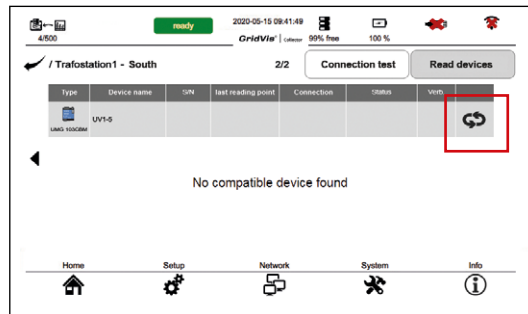 ready
2020-05-15 09:41:49
4/500
GridVis® | Collector
99% free
100 %
/ Trafostation1 - South
2/2
Connection test
Read devices
Type
Device name
S/N
last reading point
Connection
Status
Verb.
UMG 103CBM
UV1-5
No compatible device found
Home
Setup
Network
System
Info